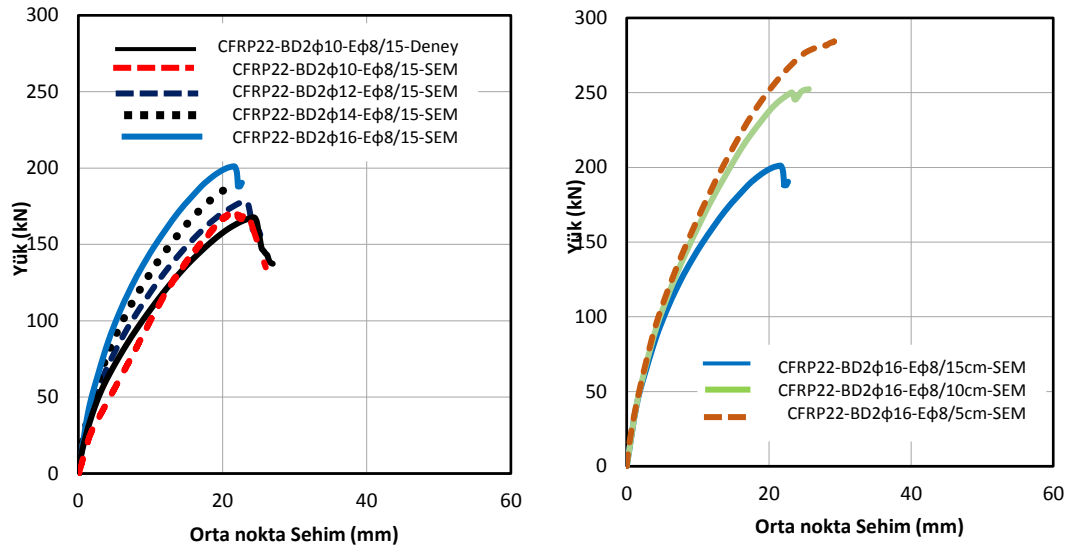 300
250
200
150
100
50
0
Yük (kN)
CFRP22-BD2ϕ10-Eϕ8/15-Deney
CFRP22-BD2ϕ10-Eϕ8/15-SEM
CFRP22-BD2ϕ12-Eϕ8/15-SEM
CFRP22-BD2ϕ14-Eϕ8/15-SEM
CFRP22-BD2ϕ16-Eϕ8/15-SEM
0 20 40 60
Orta nokta Sehim (mm)
300
250
200
150
100
50
0
Yük (kN)
CFRP22-BD2ϕ16-Eϕ8/15cm-SEM
CFRP22-BD2ϕ16-Eϕ8/10cm-SEM
CFRP22-BD2ϕ16-Eϕ8/5cm-SEM
0 20 40 60
Orta nokta Sehim (mm)